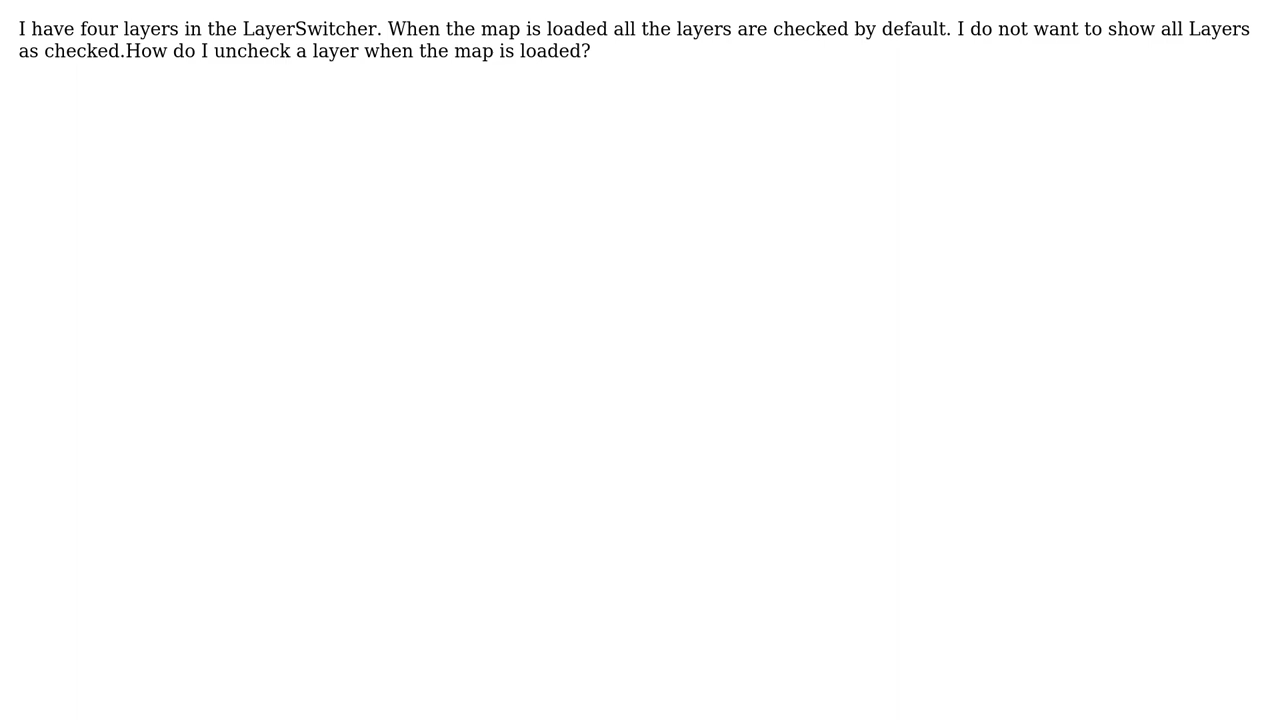 I have four layers in the LayerSwitcher. When the map is loaded all the layers are checked by default. I do not want to show all Layers
as checked.How do I uncheck a layer when the map is loaded?